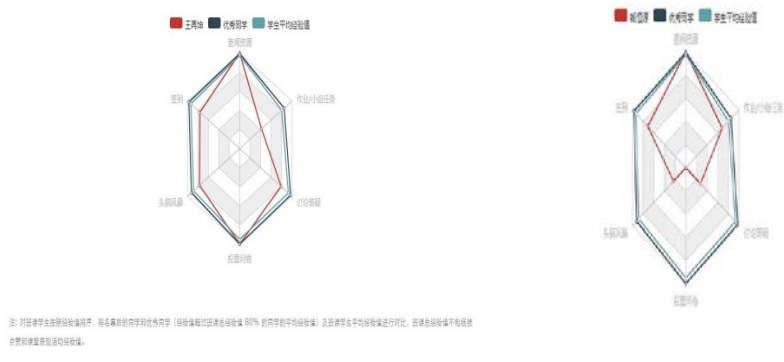 优秀同学 学生平均经验值
查阅资源
签到
作业/小组任务
头脑风暴
讨论答疑
投票问卷
优秀同学 学生平均经验值
查阅资源
签到
作业/小组任务
头脑风暴
讨论答疑
投票问卷
注: 对班课学生按照经验值排序, 排名靠后的同学和优秀同学 (经验值超过班课总经验值 80% 的同学的平均经验值) 及班课学生平均经验值进行对比, 班课总经验值不包括被
点赞和课堂表现活动经验值。